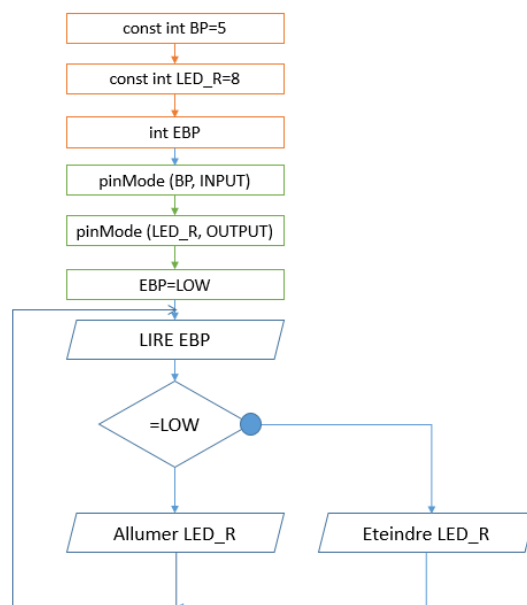 const int BP=5
const int LED_R=8
int EBP
pinMode (BP, INPUT)
pinMode (LED_R, OUTPUT)
EBP=LOW
LIRE EBP
=LOW
Allumer LED_R
Eteindre LED_R